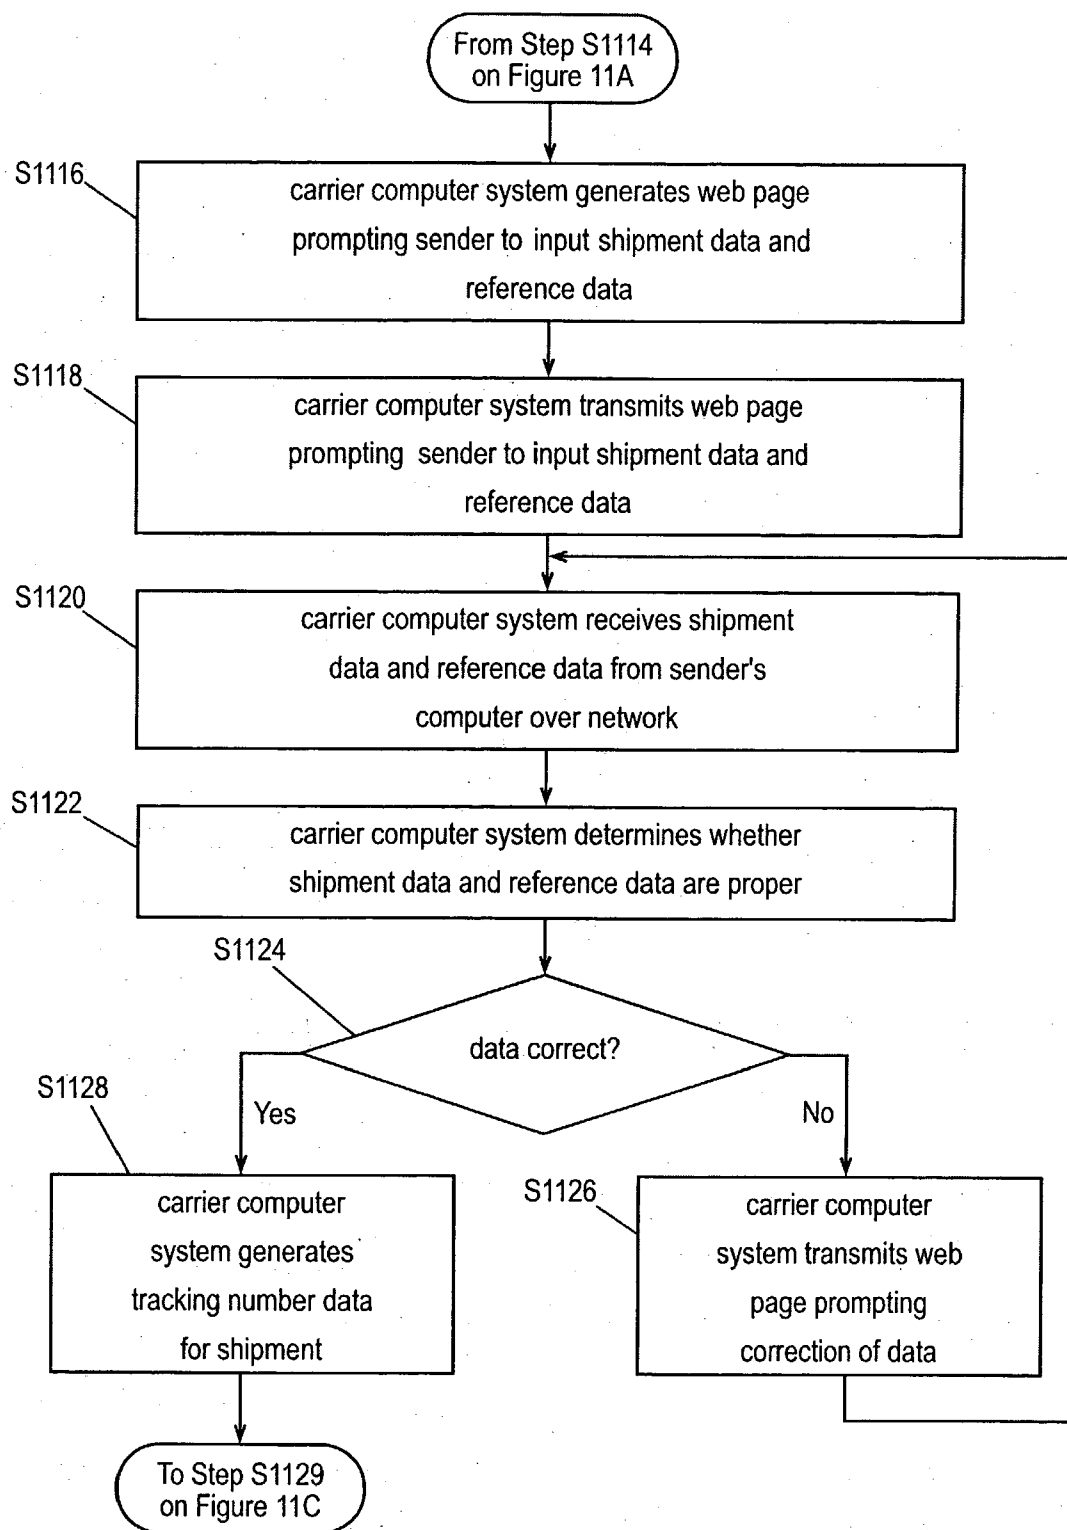 From Step S1114
on Figure 11A
S1116
carrier computer system generates web page
prompting sender to input shipment data and
reference data
S1118
carrier computer system transmits web page
prompting sender to input shipment data and
reference data
S1120
carrier computer system receives shipment
data and reference data from sender's
computer over network
S1122
carrier computer system determines whether
shipment data and reference data are proper
S1124
data correct?
Yes
No
S1128
carrier computer
system generates
tracking number data
for shipment
S1126
carrier computer
system transmits web
page prompting
correction of data
To Step S1129
on Figure 11C